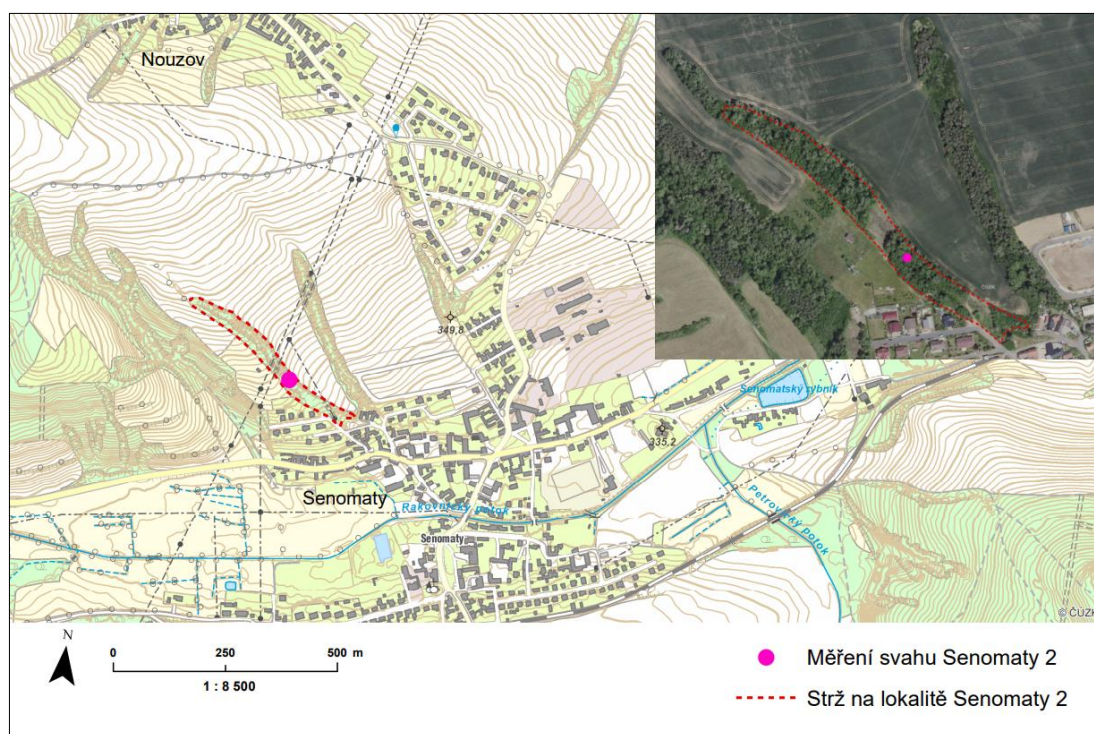 Nouzov
349,8
Senomatský rybník
335,2
Senomaty
Rakovnický potok
Petrovický potok
Senomaty
© ČÚZK
N
0 250 500 m
1 : 8 500
Měření svahu Senomaty 2
Strž na lokalitě Senomaty 2